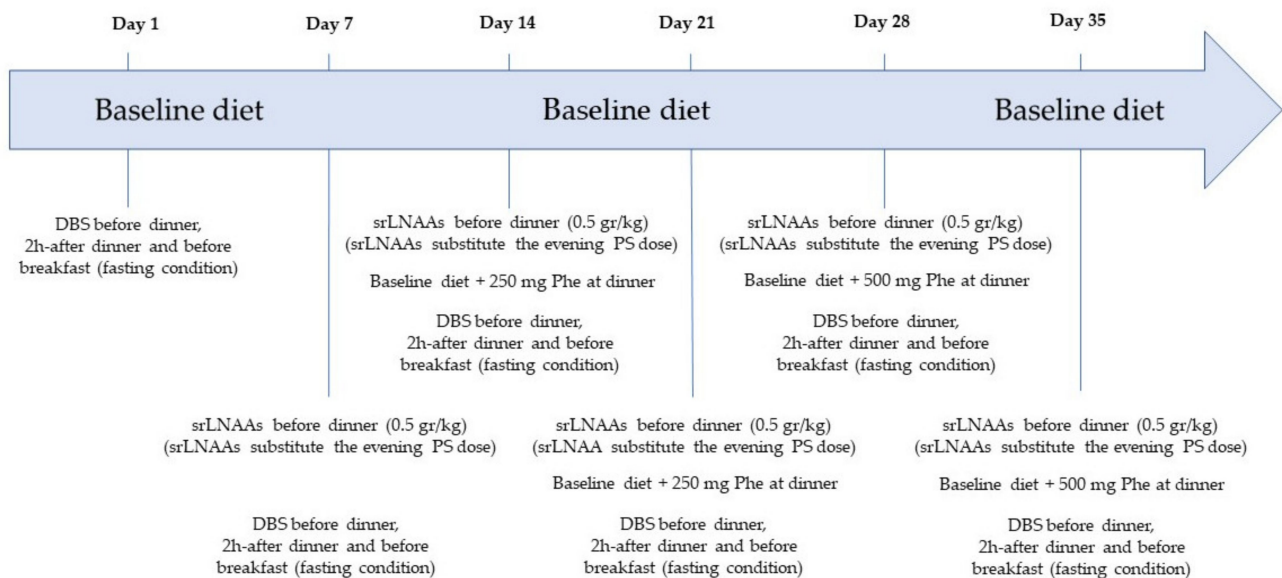 Day 1
Day 7
Day 14
Day 21
Day 28
Day 35
Baseline diet
Baseline diet
Baseline diet
DBS before dinner,
2h-after dinner and before
breakfast (fasting condition)
srLNAAs before dinner (0.5 gr/kg)
(srLNAAs substitute the evening PS dose)
Baseline diet + 250 mg Phe at dinner
DBS before dinner,
2h-after dinner and before
breakfast (fasting condition)
srLNAAs before dinner (0.5 gr/kg)
(srLNAAs substitute the evening PS dose)
Baseline diet + 500 mg Phe at dinner
DBS before dinner,
2h-after dinner and before
breakfast (fasting condition)
srLNAAs before dinner (0.5 gr/kg)
(srLNAAs substitute the evening PS dose)
DBS before dinner,
2h-after dinner and before
breakfast (fasting condition)
srLNAAs before dinner (0.5 gr/kg)
(srLNAA substitute the evening PS dose)
Baseline diet + 250 mg Phe at dinner
DBS before dinner,
2h-after dinner and before
breakfast (fasting condition)
srLNAAs before dinner (0.5 gr/kg)
(srLNAAs substitute the evening PS dose)
Baseline diet + 500 mg Phe at dinner
DBS before dinner,
2h-after dinner and before
breakfast (fasting condition)